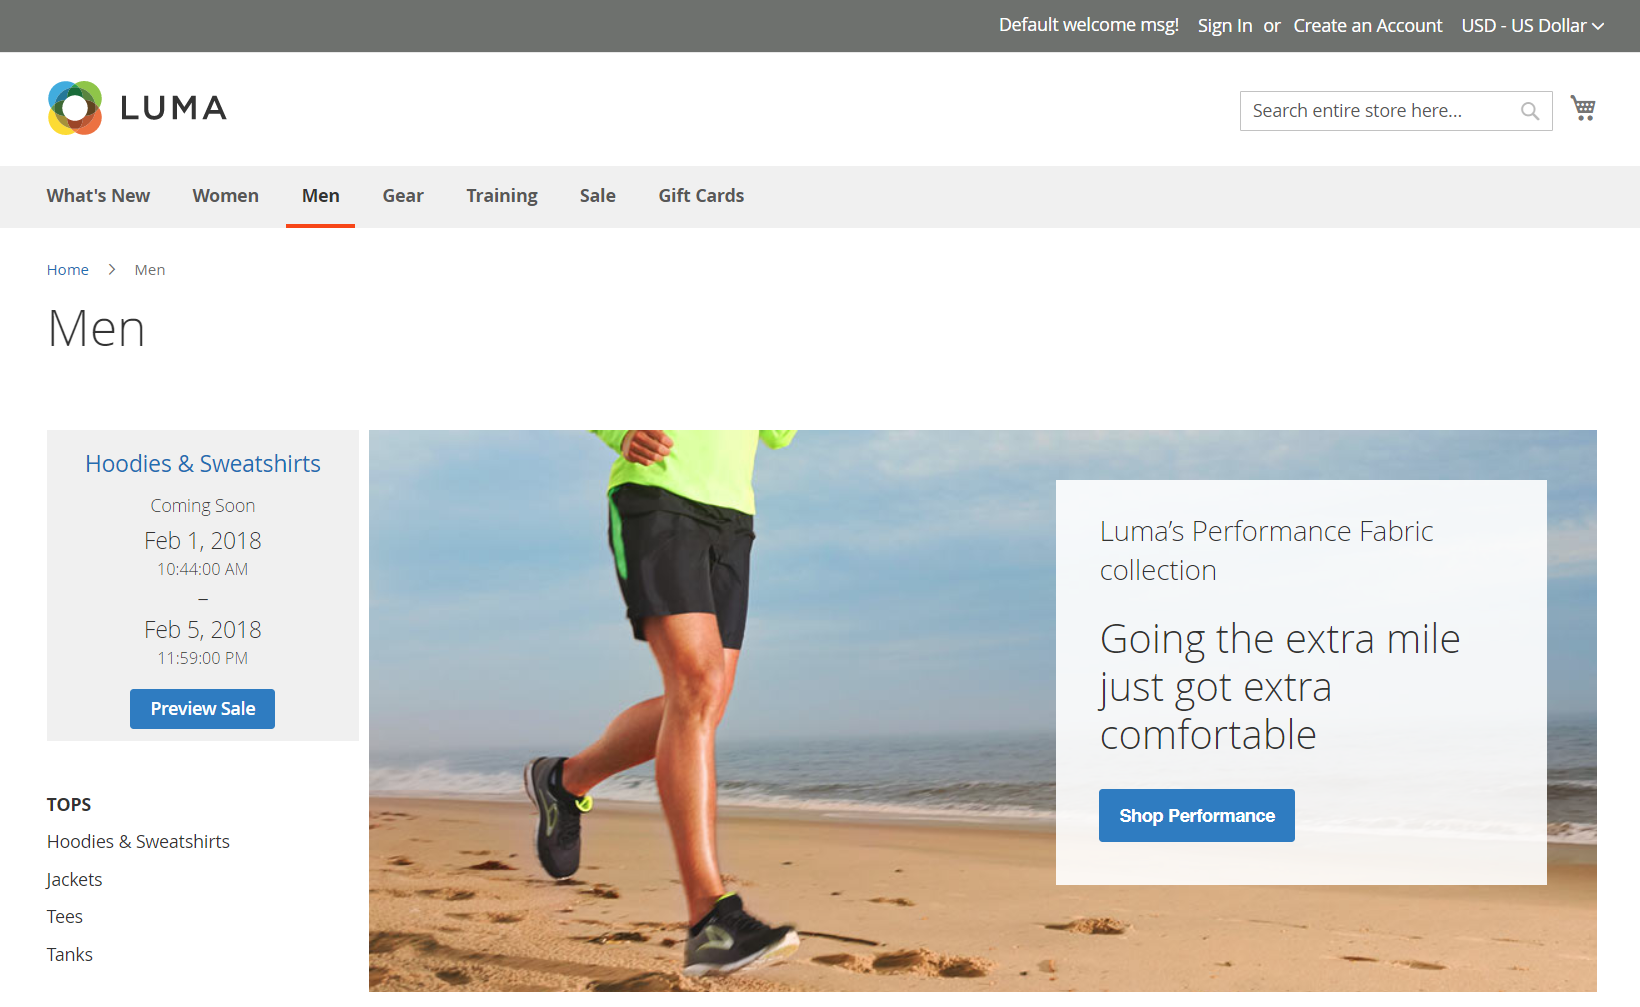 Default welcome msg! Sign In or Create an Account USD - US Dollar
LUMA
Search entire store here...
What's New Women Men Gear Training Sale Gift Cards
Home > Men
Men
Hoodies & Sweatshirts
Coming Soon
Feb 1, 2018
10:44:00 AM
–
Feb 5, 2018
11:59:00 PM
Preview Sale
TOPS
Hoodies & Sweatshirts
Jackets
Tees
Tanks
Luma’s Performance Fabric
collection
Going the extra mile
just got extra
comfortable
Shop Performance